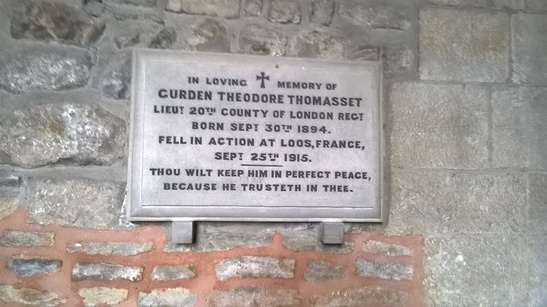 IN LOVING ✝ MEMORY OF
GURDEN THEODORE THOMASSET
LIEUT 20TH COUNTY OF LONDON REGT
BORN SEPT 30TH 1894.
FELL IN ACTION AT LOOS, FRANCE,
SEPT 25TH 1915.
THOU WILT KEEP HIM IN PERFECT PEACE,
BECAUSE HE TRUSTETH IN THEE.